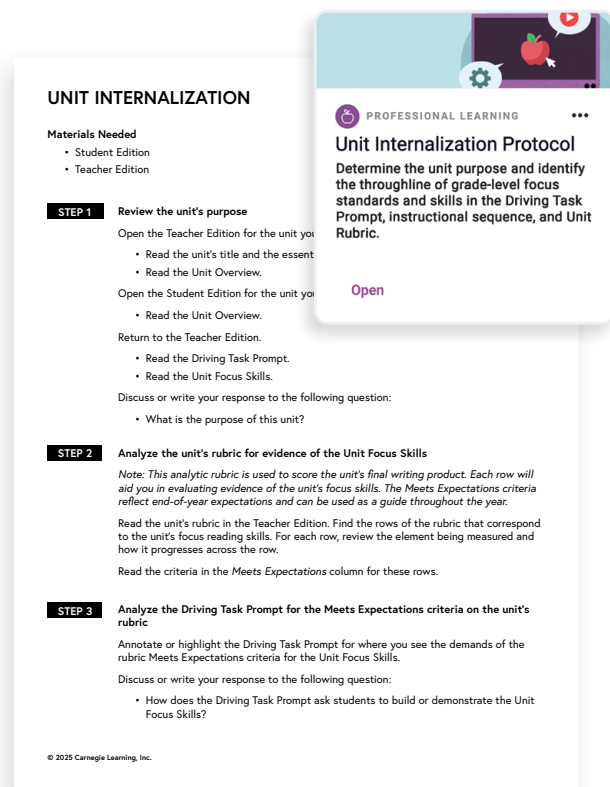 UNIT INTERNALIZATION
Materials Needed
• Student Edition
• Teacher Edition
STEP 1
Review the unit's purpose
Open the Teacher Edition for the unit
• Read the unit's title and the
• Read the Unit Overview.
Open the Student Edition for the unit
• Read the Unit Overview.
Return to the Teacher Edition.
• Read the Driving Task Prompt.
• Read the Unit Focus Skills.
Discuss or write your response to the following question:
• What is the purpose of this unit?
STEP 2
Analyze the unit's rubric for evidence of the Unit Focus Skills
Note: This analytic rubric is used to score the unit's final writing product. Each row will
aid you in evaluating evidence of the unit's focus skills. The Meets Expectations criteria
reflect end-of-year expectations and can be used as a guide throughout the year.
Read the unit's rubric in the Teacher Edition. Find the rows of the rubric that correspond
to the unit's focus reading skills. For each row, review the element being measured and
how it progresses across the row.
Read the criteria in the Meets Expectations column for these rows.
STEP 3
Analyze the Driving Task Prompt for the Meets Expectations criteria on the unit's
rubric
Annotate or highlight the Driving Task Prompt for where you see the demands of the
rubric Meets Expectations criteria for the Unit Focus Skills.
Discuss or write your response to the following question:
• How does the Driving Task Prompt ask students to build or demonstrate the Unit
Focus Skills?
© 2025 Carnegie Learning, Inc.
PROFESSIONAL LEARNING
Unit Internalization Protocol
Determine the unit purpose and identify
the throughline of grade-level focus
standards and skills in the Driving Task
Prompt, instructional sequence, and Unit
Rubric.
Open